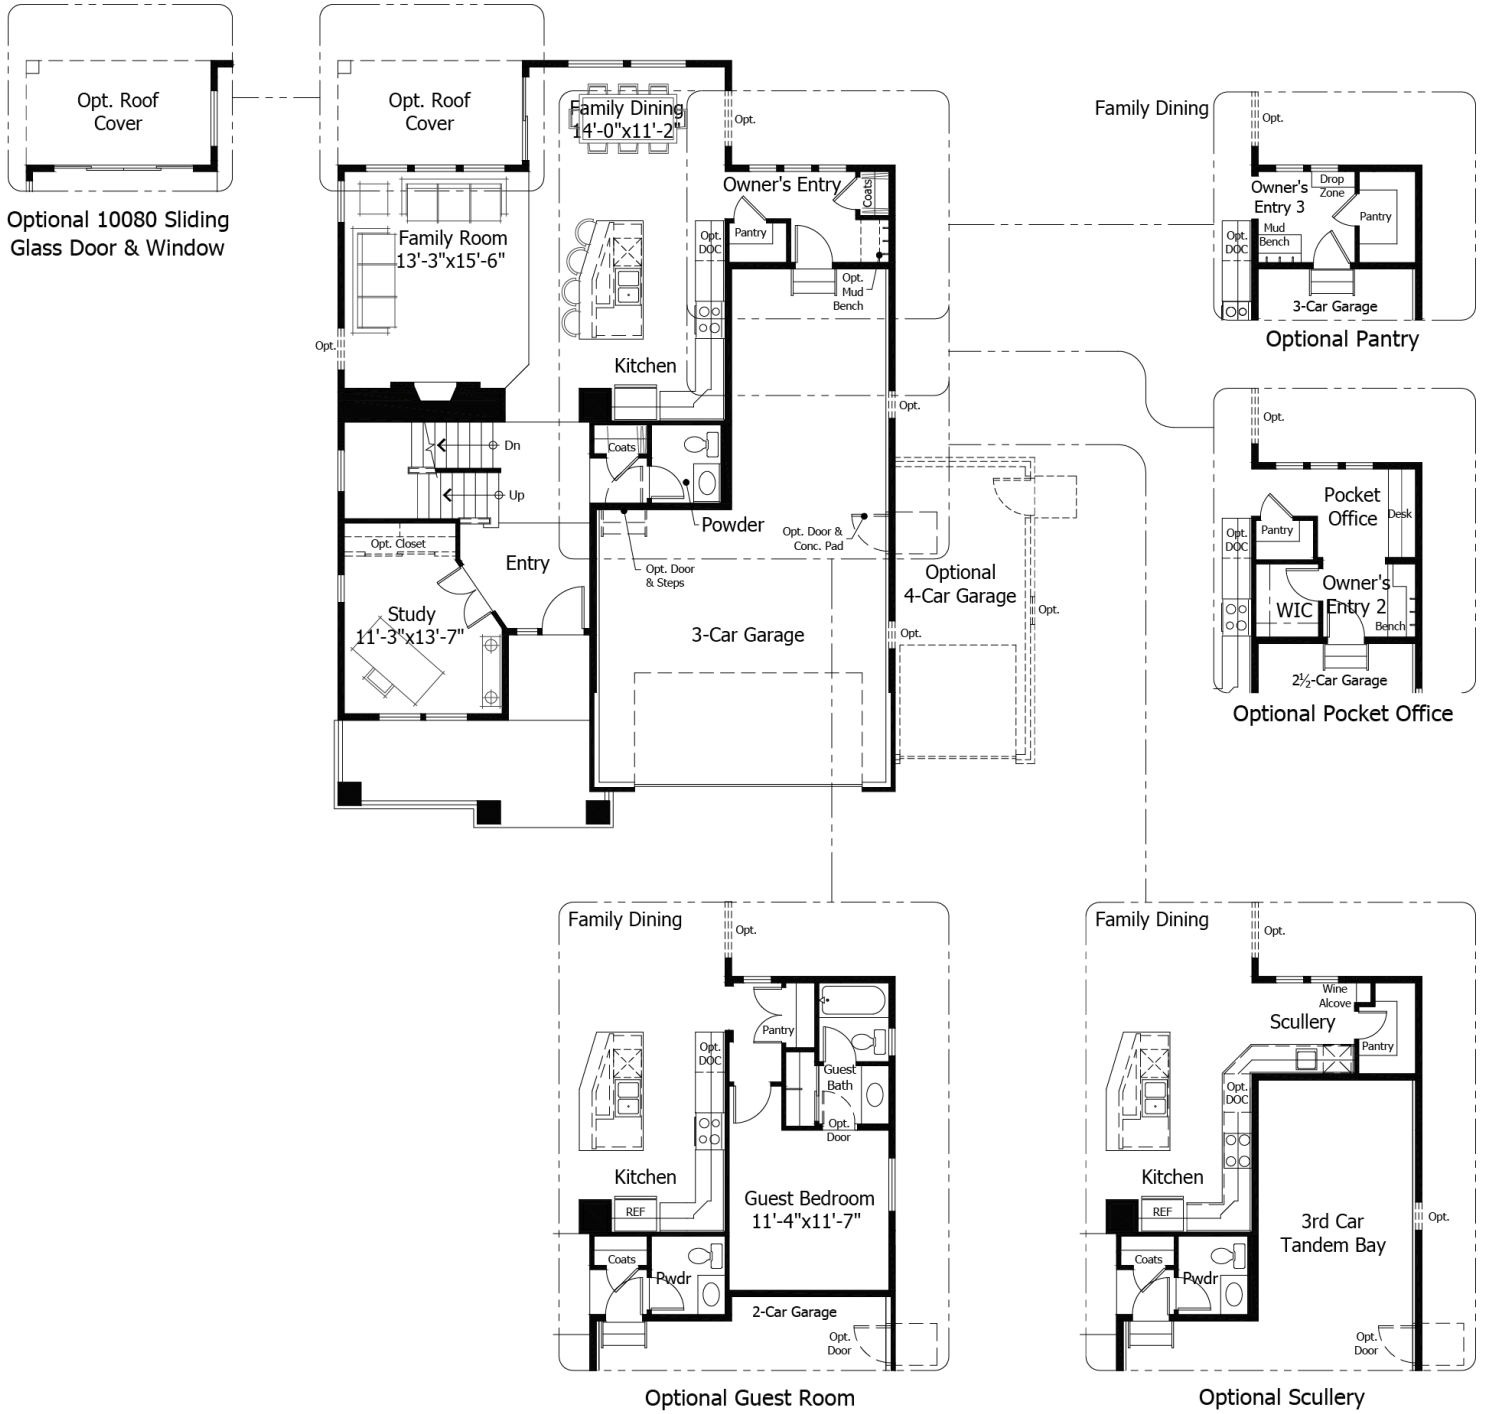 Opt. Roof
Cover
Optional 10080 Sliding
Glass Door & Window
Opt. Roof
Cover
Family Dining
14'-0"x11'-2"
Opt.
Owner's Entry
Coats
Pantry
Family Room
13'-3"x15'-6"
Opt.
DOC
Opt.
Mud
Bench
Opt.
Kitchen
Opt.
Coats
Dn
Up
Powder
Opt. Door &
Conc. Pad
Opt. Closet
Entry
Opt. Door
& Steps
Optional
4-Car Garage
Opt.
Study
11'-3"x13'-7"
3-Car Garage
Opt.
Family Dining
Opt.
Drop
Zone
Owner's
Entry 3
Pantry
Mud
Bench
Opt.
DOC
3-Car Garage
Optional Pantry
Opt.
Pocket
Office
Desk
Pantry
Opt.
DOC
Owner's
Entry 2
WIC
Bench
2½-Car Garage
Optional Pocket Office
Family Dining
Opt.
Pantry
Opt.
DOC
Guest
Bath
Opt.
Door
Kitchen
Guest Bedroom
11'-4"x11'-7"
REF
Coats
Pwdr
2-Car Garage
Opt.
Door
Optional Guest Room
Family Dining
Opt.
Wine
Alcove
Scullery
Pantry
Opt.
DOC
Kitchen
REF
3rd Car
Tandem Bay
Opt.
Coats
Pwdr
Opt.
Door
Optional Scullery